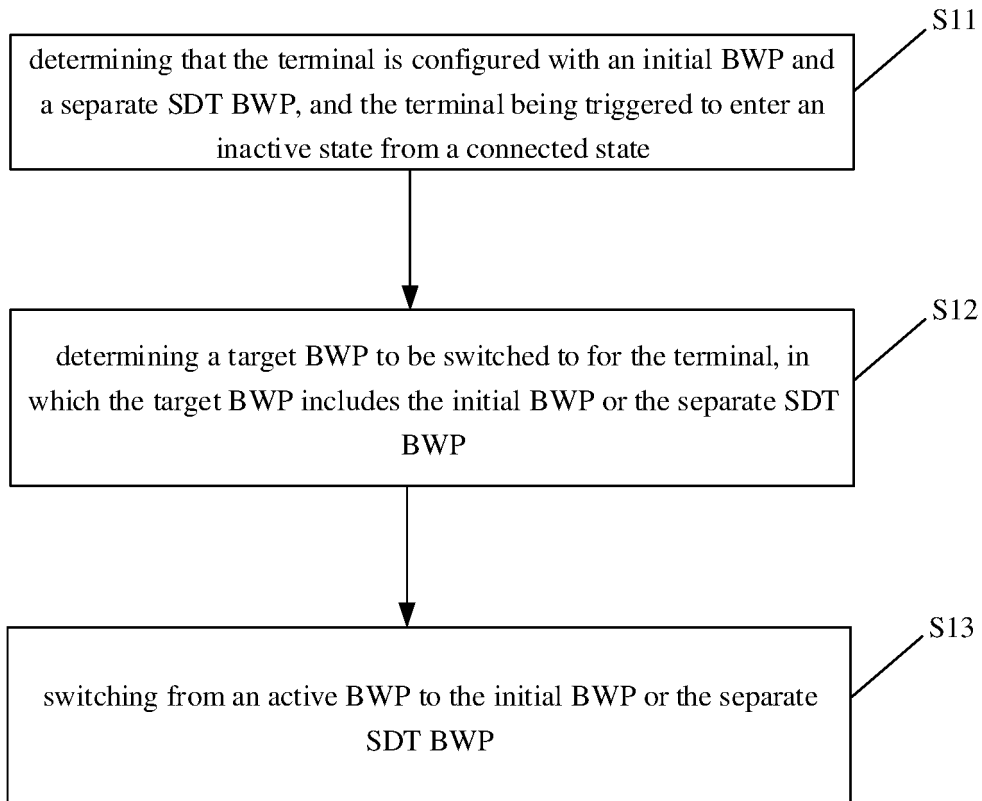 S11
determining that the terminal is configured with an initial BWP and
a separate SDT BWP, and the terminal being triggered to enter an
inactive state from a connected state
S12
determining a target BWP to be switched to for the terminal, in
which the target BWP includes the initial BWP or the separate SDT
BWP
S13
switching from an active BWP to the initial BWP or the separate
SDT BWP